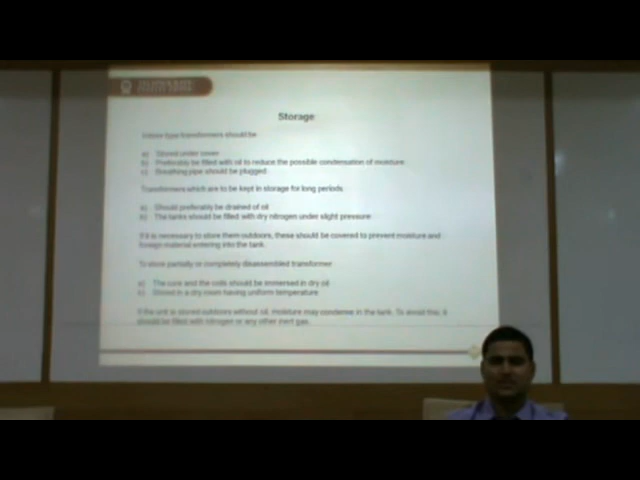 Storage
type transformers should be
a) Stored under cover
b) Preferably be filled with oil to reduce the possible condensation of moisture
c) Breathing pipe should be plugged
Transformers which are to be kept in storage for long periods
a) Should preferably be drained of oil
b) The tanks should be filled with dry nitrogen under slight pressure
If it is necessary to store them outdoors, these should be covered to prevent moisture and
foreign material entering into the tank.
To store partially or completely disassembled transformer
a) The core and the coils should be immersed in dry oil
Stored in a dry room having uniform temperature
If the unit is stored outdoors without oil, moisture may condense in the tank. To avoid this, it
should be filled with nitrogen or any other inert gas.